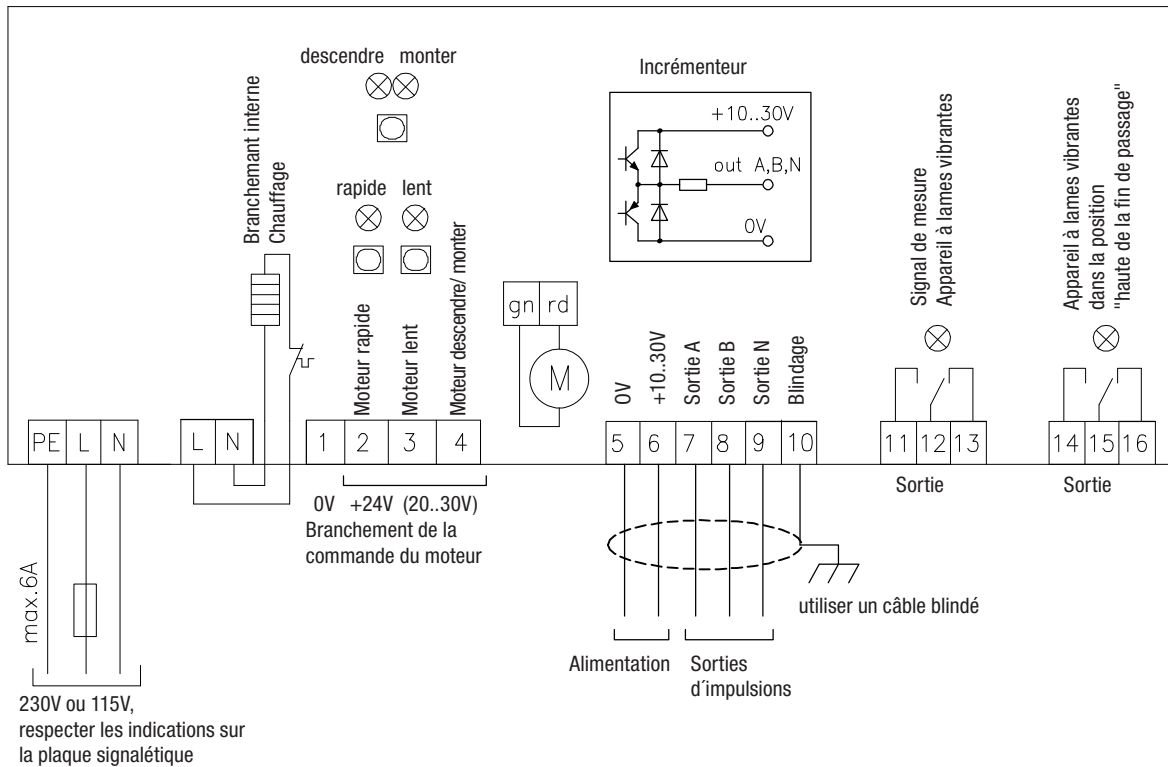 descendre monter
Incrémenteur
+10..30V
out A,B,N
0V
Branchemant interne
Chauffage
rapide lent
Moteur rapide
Moteur lent
Moteur descendre/ monter
gn rd
M
0V
+10..30V
Sortie A
Sortie B
Sortie N
Blindage
Signal de mesure
Appareil à lames vibrantes
Appareil à lames vibrantes
dans la position
"haute de la fin de passage"
PE L N
L N
1 2 3 4
5 6 7 8 9 10
11 12 13
14 15 16
0V +24V (20..30V)
Branchement de la
commande du moteur
Sortie
Sortie
max.6A
utiliser un câble blindé
Alimentation
Sorties
d´impulsions
230V ou 115V,
respecter les indications sur
la plaque signalétique